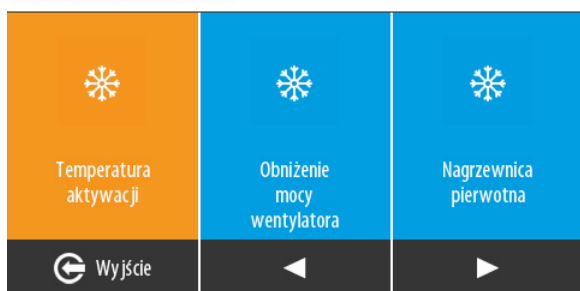 Temperatura
aktywacji
Obniżenie
mocy
wentylatora
Nagrzewnica
pierwotna
Wyjście